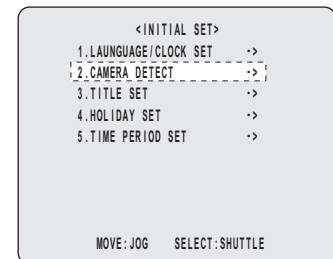 <INITIAL SET>
1.LAUNGUAGE/CLOCK SET ->
2.CAMERA DETECT ->
3.TITLE SET ->
4.HOLIDAY SET ->
5.TIME PERIOD SET ->
MOVE:JOG SELECT:SHUTTLE